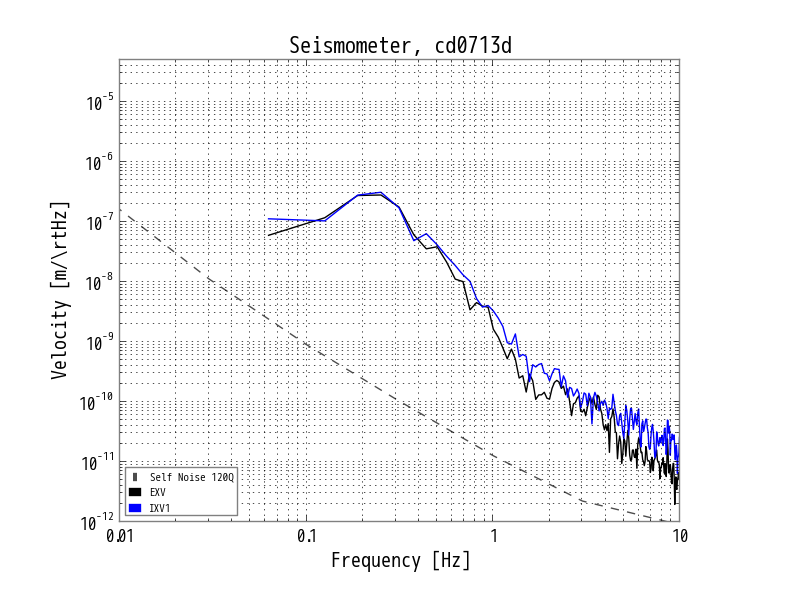 Seismometer, cd0713d
Velocity [m/\rtHz]
10^-5
10^-6
10^-7
10^-8
10^-9
10^-10
10^-11
10^-12
Self Noise 120Q
EXV
IXV1
0.01
0.1
1
10
Frequency [Hz]